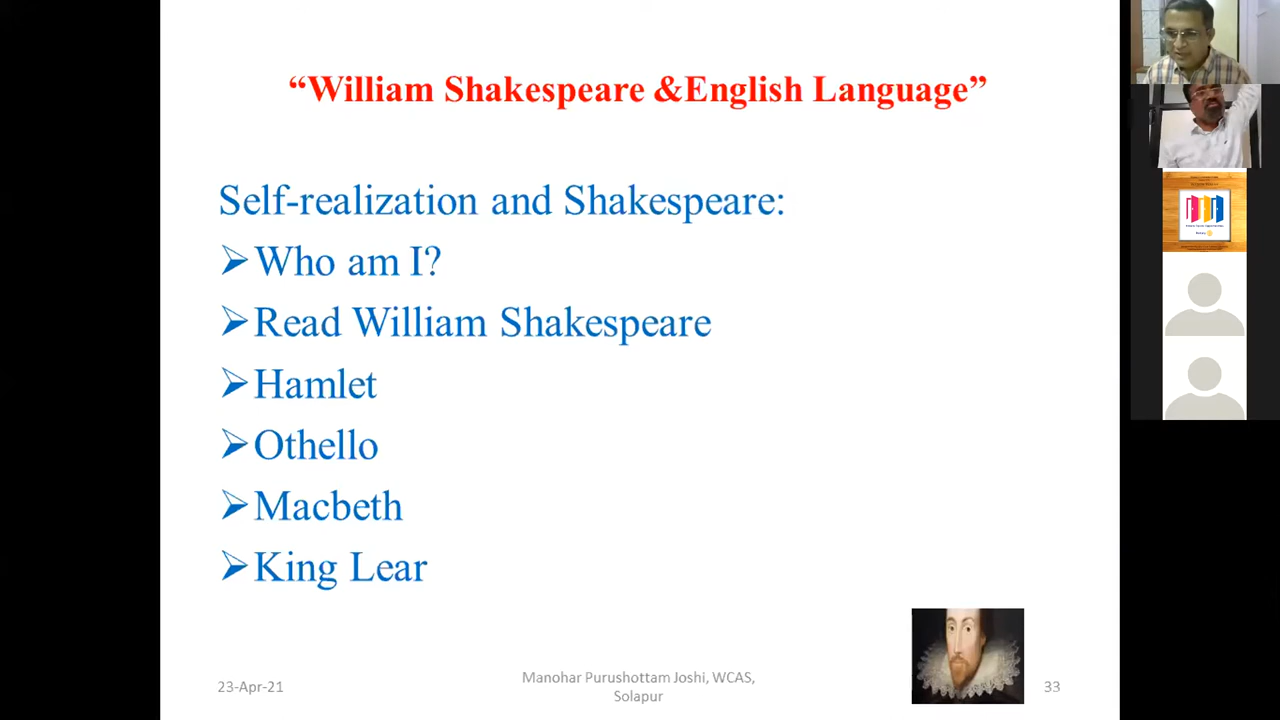 “William Shakespeare &English Language”
Self-realization and Shakespeare:
➢Who am I?
➢Read William Shakespeare
➢Hamlet
➢Othello
➢Macbeth
➢King Lear
23-Apr-21
Manohar Purushottam Joshi, WCAS,
Solapur
33